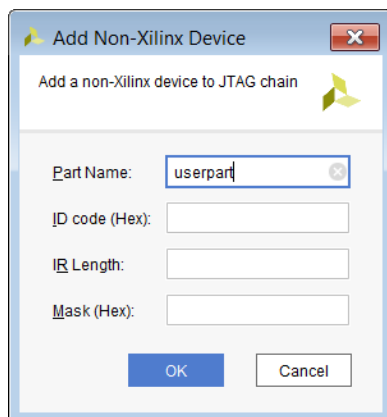 Add Non-Xilinx Device
Add a non-Xilinx device to JTAG chain
Part Name:
userpart
ID code (Hex):
IR Length:
Mask (Hex):
OK
Cancel